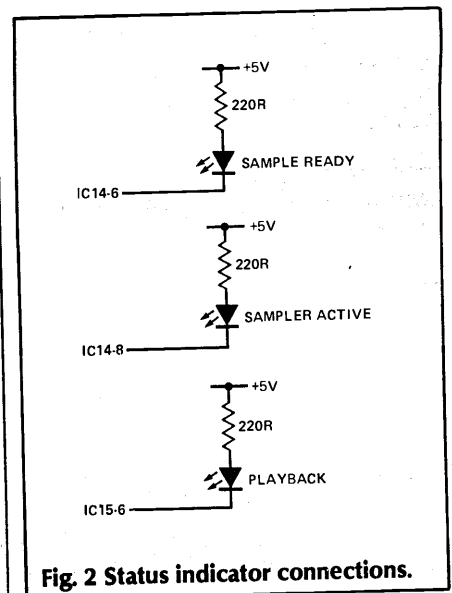 +5V
220R
SAMPLE READY
IC14-6
+5V
220R
SAMPLER ACTIVE
IC14-8
+5V
220R
PLAYBACK
IC15-6
Fig. 2 Status indicator connections.